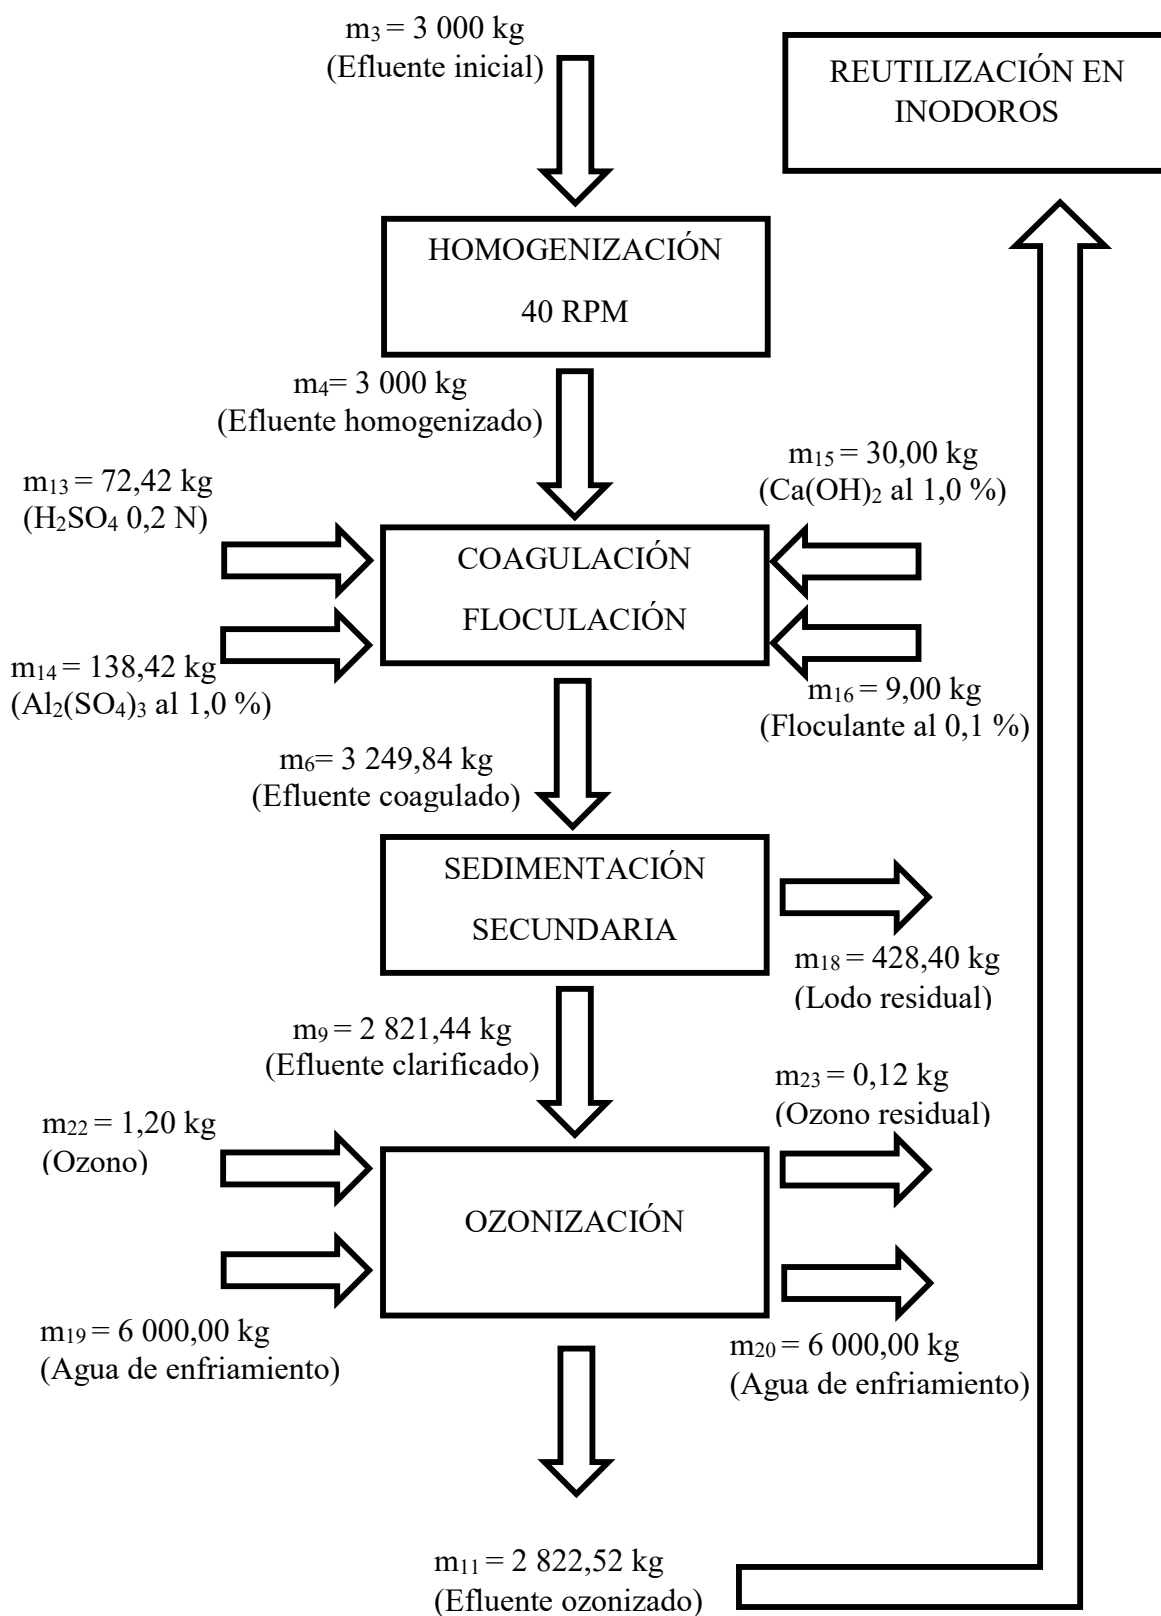 m3 = 3 000 kg
(Efluente inicial)
REUTILIZACIÓN EN
INODOROS
HOMOGENIZACIÓN
40 RPM
m4= 3 000 kg
(Efluente homogenizado)
m13 = 72,42 kg
(H2SO4 0,2 N)
m15 = 30,00 kg
(Ca(OH)2 al 1,0 %)
COAGULACIÓN
FLOCULACIÓN
m14 = 138,42 kg
(Al2(SO4)3 al 1,0 %)
m16 = 9,00 kg
(Floculante al 0,1 %)
m6= 3 249,84 kg
(Efluente coagulado)
SEDIMENTACIÓN
SECUNDARIA
m18 = 428,40 kg
(Lodo residual)
m9 = 2 821,44 kg
(Efluente clarificado)
m23 = 0,12 kg
(Ozono residual)
m22 = 1,20 kg
(Ozono)
OZONIZACIÓN
m19 = 6 000,00 kg
(Agua de enfriamiento)
m20 = 6 000,00 kg
(Agua de enfriamiento)
m11 = 2 822,52 kg
(Efluente ozonizado)